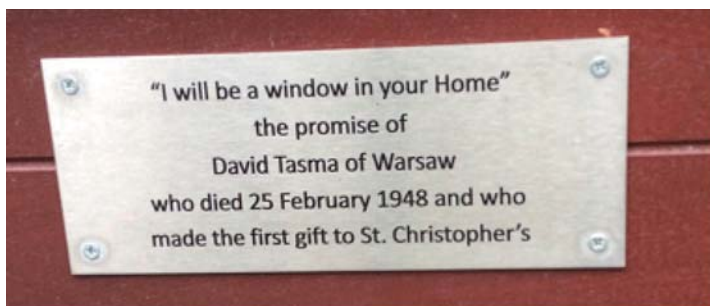 “I will be a window in your Home”
the promise of
David Tasma of Warsaw
who died 25 February 1948 and who
made the first gift to St. Christopher’s